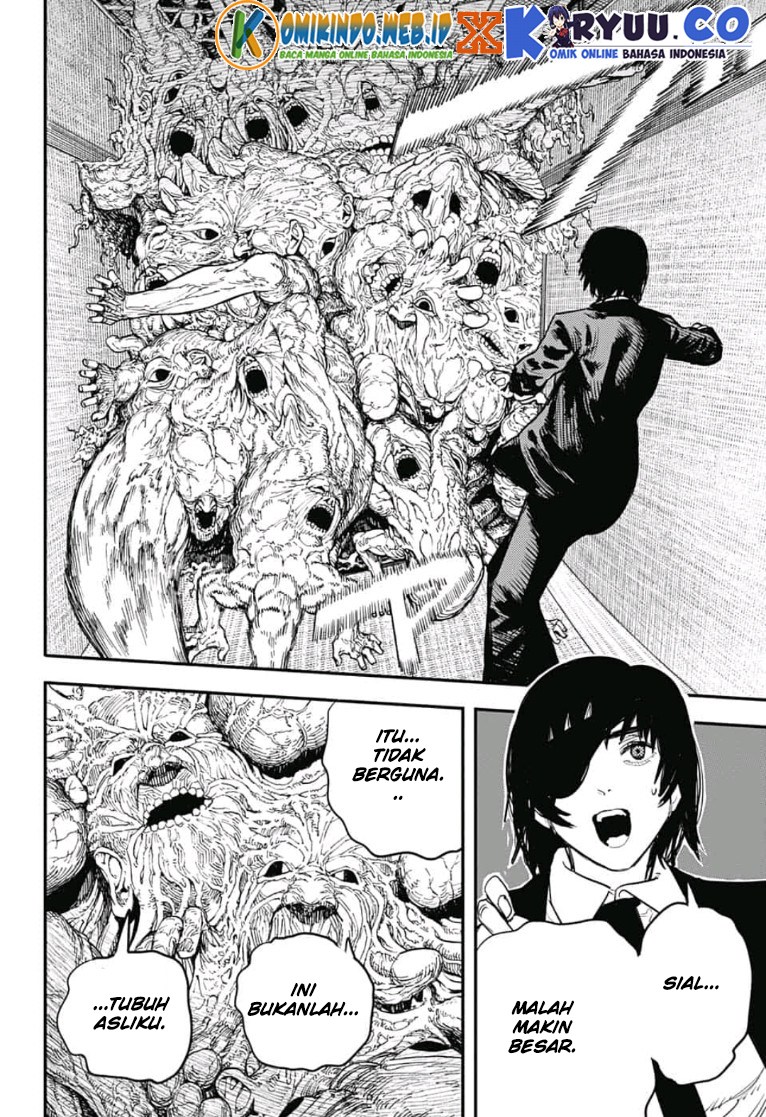 KOMIKINDO.WEB.ID X KIRYUU.CO
BACA MANGA ONLINE BAHASA INDONESIA
KOMIK ONLINE BAHASA INDONESIA
SIAL...
MALAH
MAKIN
BESAR.
ITU...
TIDAK
BERGUNA.
..
INI
BUKANLAH...
...TUBUH
ASLIKU.